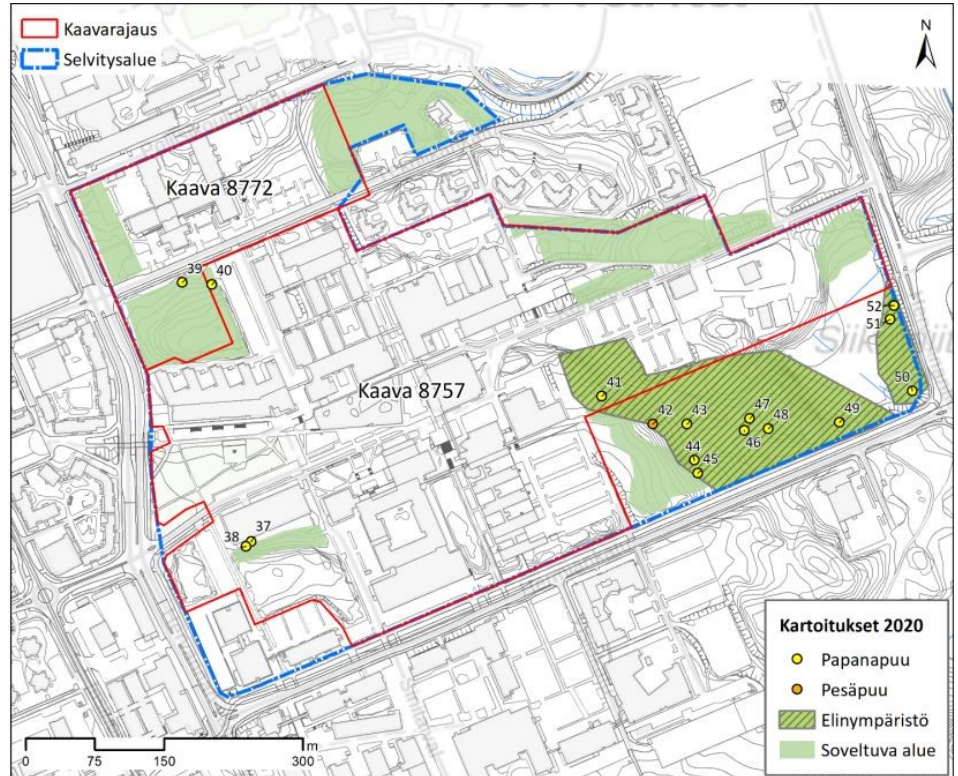 Kaavarajaus
Selvitysalue
N
Kaava 8772
39
40
52
51
Kaava 8757
50
41
42
43
47
48
49
46
44
45
37
38
Kartoitukset 2020
Papanapuu
Pesäpuu
Elinympäristö
Soveltuva alue
0 75 150 300 m